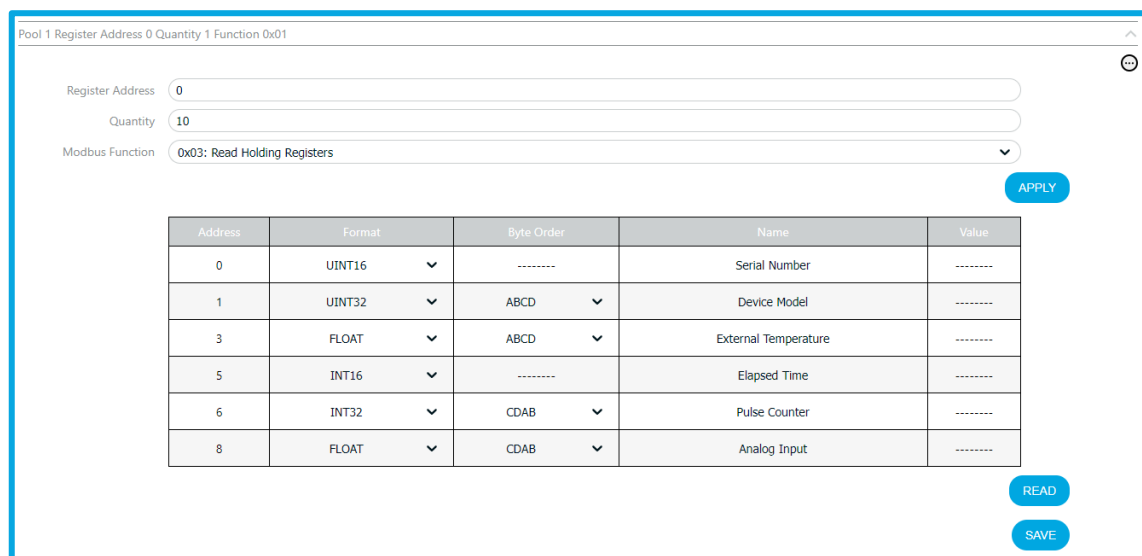 Pool 1 Register Address 0 Quantity 1 Function 0x01
Register Address 0
Quantity 10
Modbus Function 0x03: Read Holding Registers
APPLY
Address Format Byte Order Name Value
0 UINT16 -------- Serial Number --------
1 UINT32 ABCD Device Model --------
3 FLOAT ABCD External Temperature --------
5 INT16 -------- Elapsed Time --------
6 INT32 CDAB Pulse Counter --------
8 FLOAT CDAB Analog Input --------
READ
SAVE